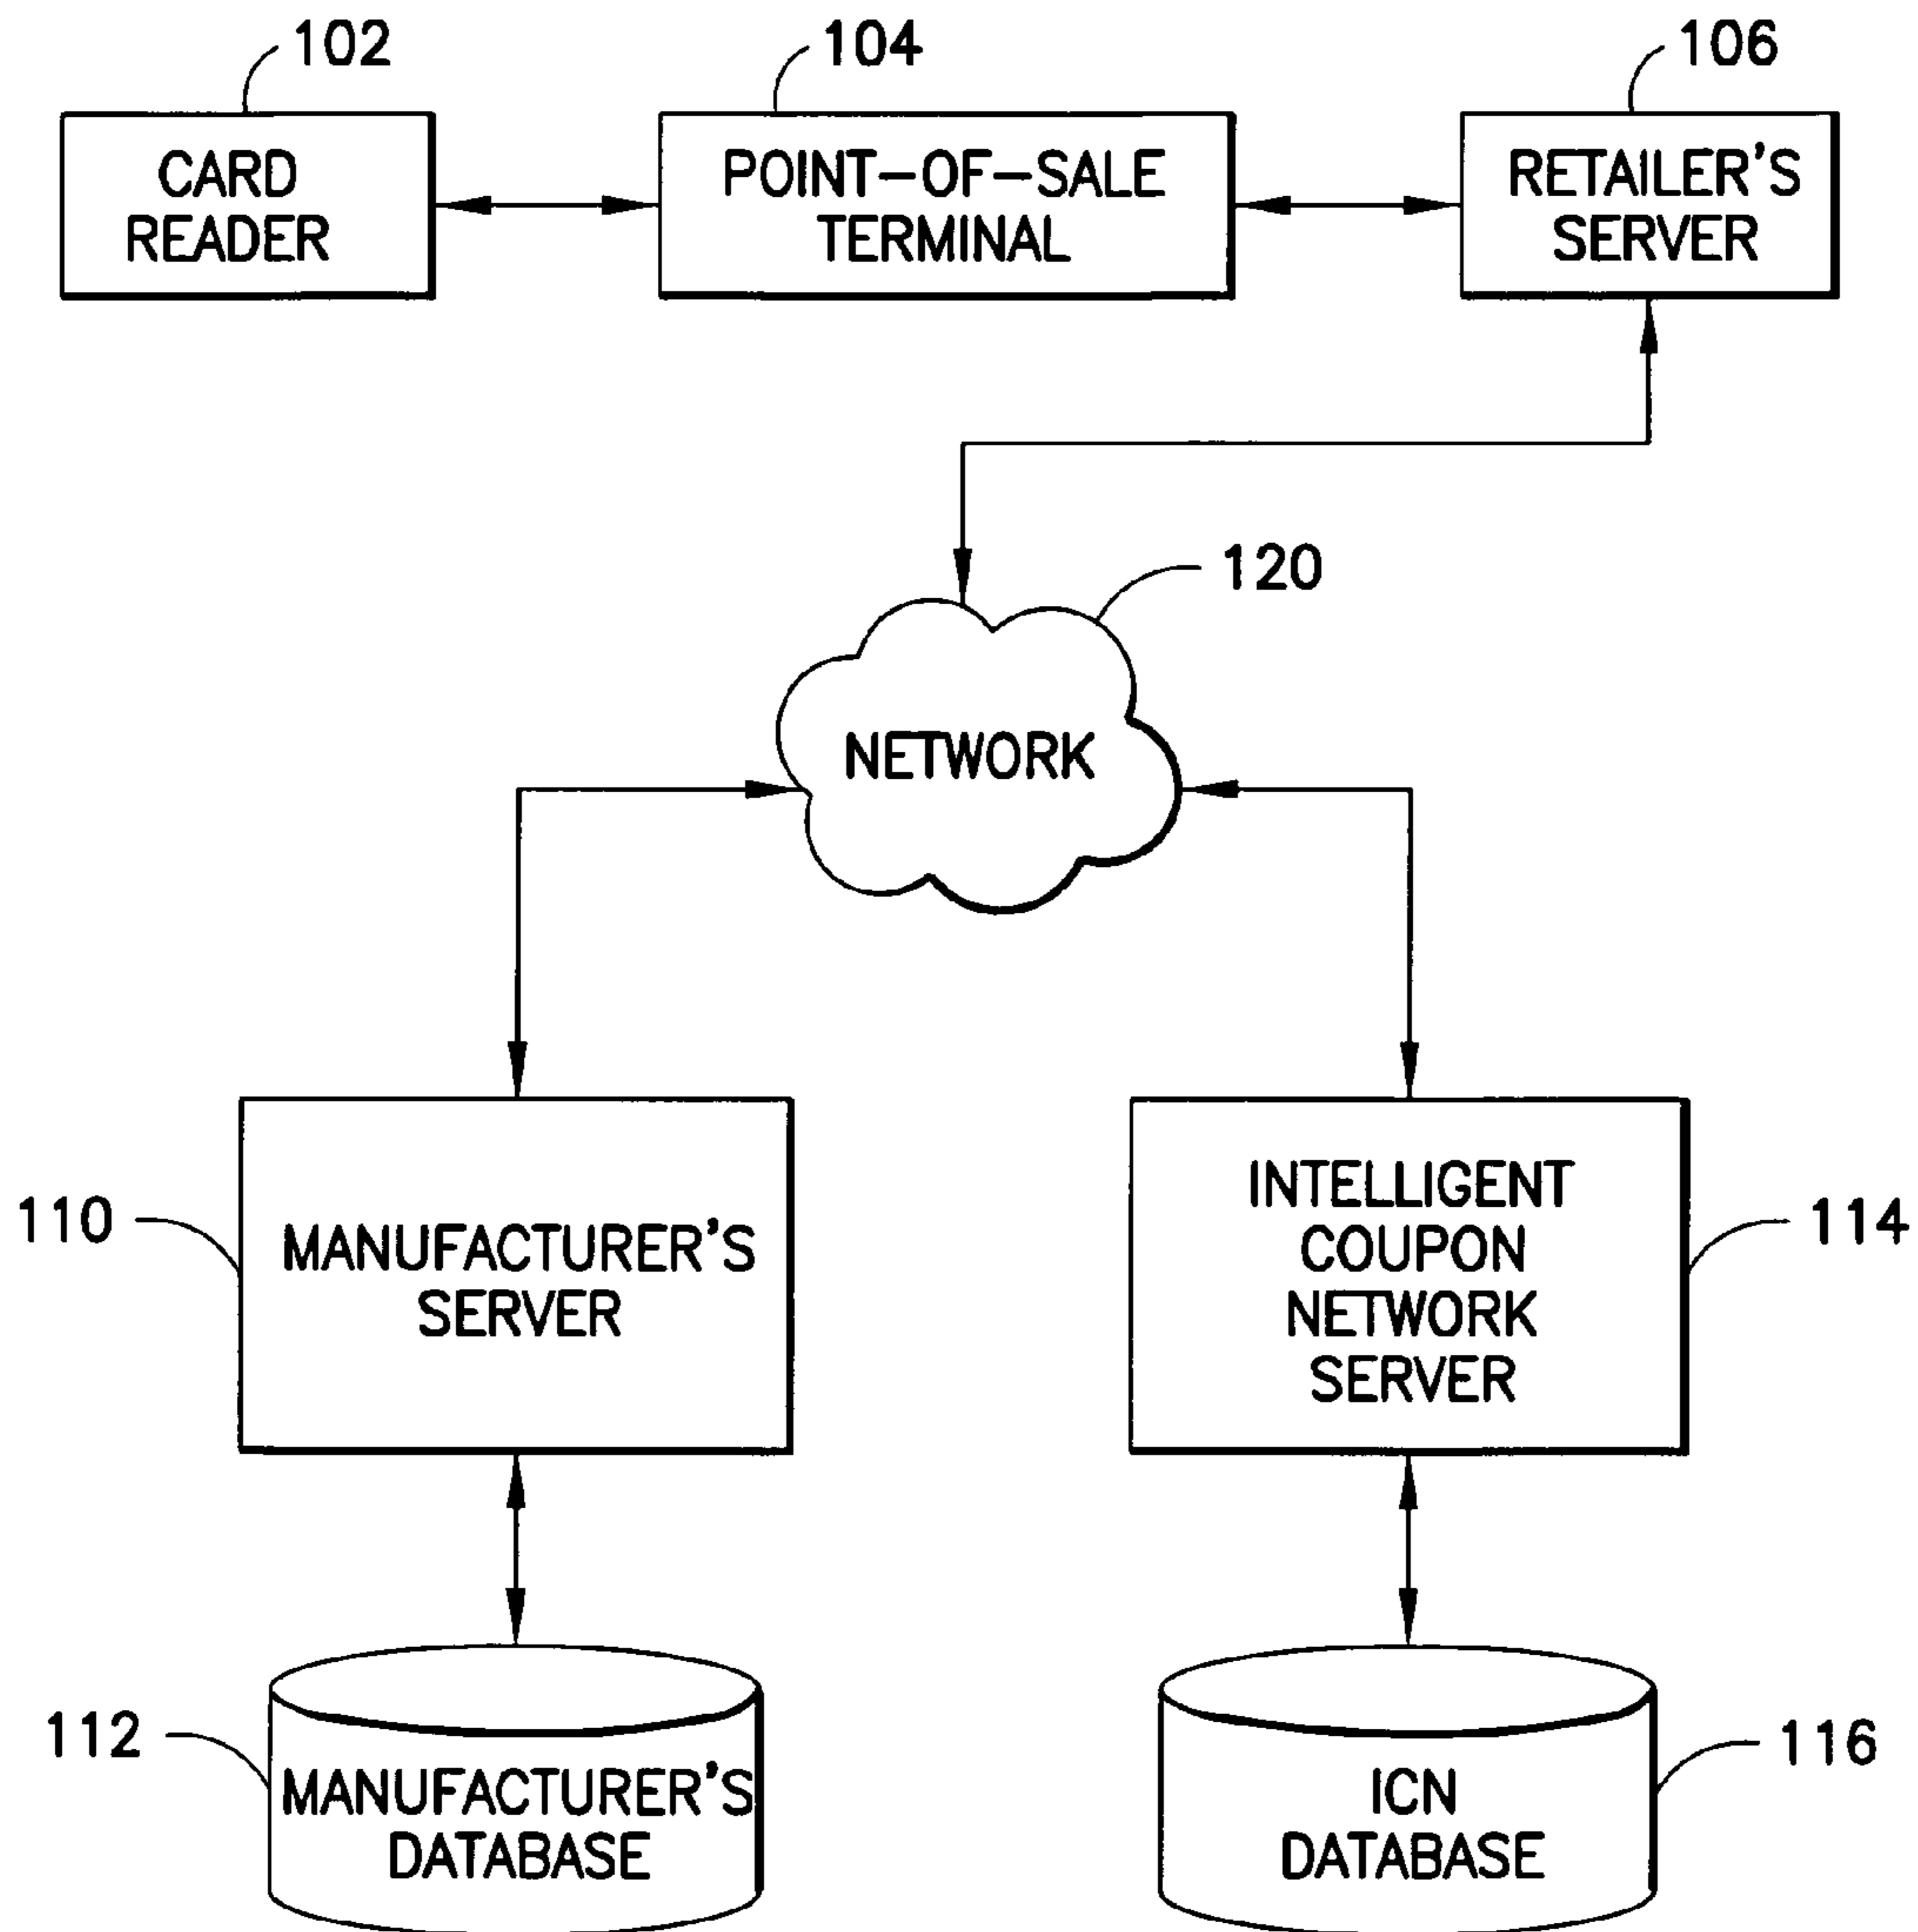 102
104
106
CARD
READER
POINT-OF-SALE
TERMINAL
RETAILER'S
SERVER
120
NETWORK
110
MANUFACTURER'S
SERVER
INTELLIGENT
COUPON
NETWORK
SERVER
114
112
MANUFACTURER'S
DATABASE
ICN
DATABASE
116